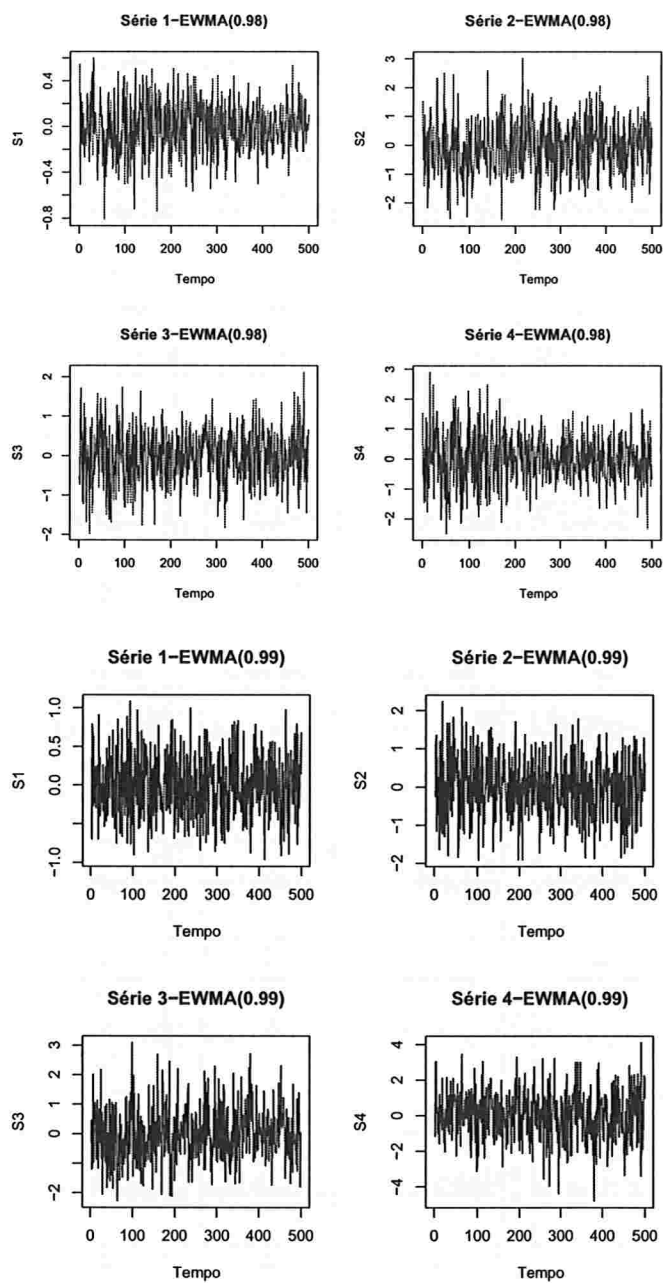 Série 1−EWMA(0.98)
S1
0.4
0.0
−0.4
−0.8
0 100 200 300 400 500
Tempo
Série 2−EWMA(0.98)
S2
3
2
1
0
−1
−2
0 100 200 300 400 500
Tempo
Série 3−EWMA(0.98)
S3
2
1
0
−1
−2
0 100 200 300 400 500
Tempo
Série 4−EWMA(0.98)
S4
3
2
1
0
−1
−2
0 100 200 300 400 500
Tempo
Série 1−EWMA(0.99)
S1
1.0
0.5
0.0
−1.0
0 100 200 300 400 500
Tempo
Série 2−EWMA(0.99)
S2
2
1
0
−1
−2
0 100 200 300 400 500
Tempo
Série 3−EWMA(0.99)
S3
3
2
1
0
−2
0 100 200 300 400 500
Tempo
Série 4−EWMA(0.99)
S4
4
2
0
−2
−4
0 100 200 300 400 500
Tempo